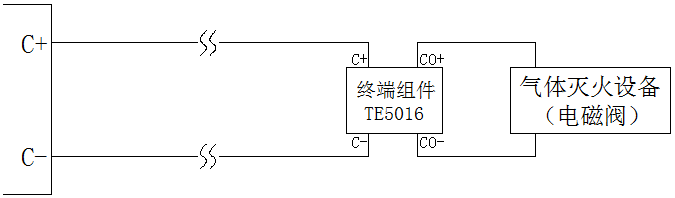 C+
C+
CO+
终端组件
TE5016
气体灭火设备
（电磁阀）
C-
C-
CO-